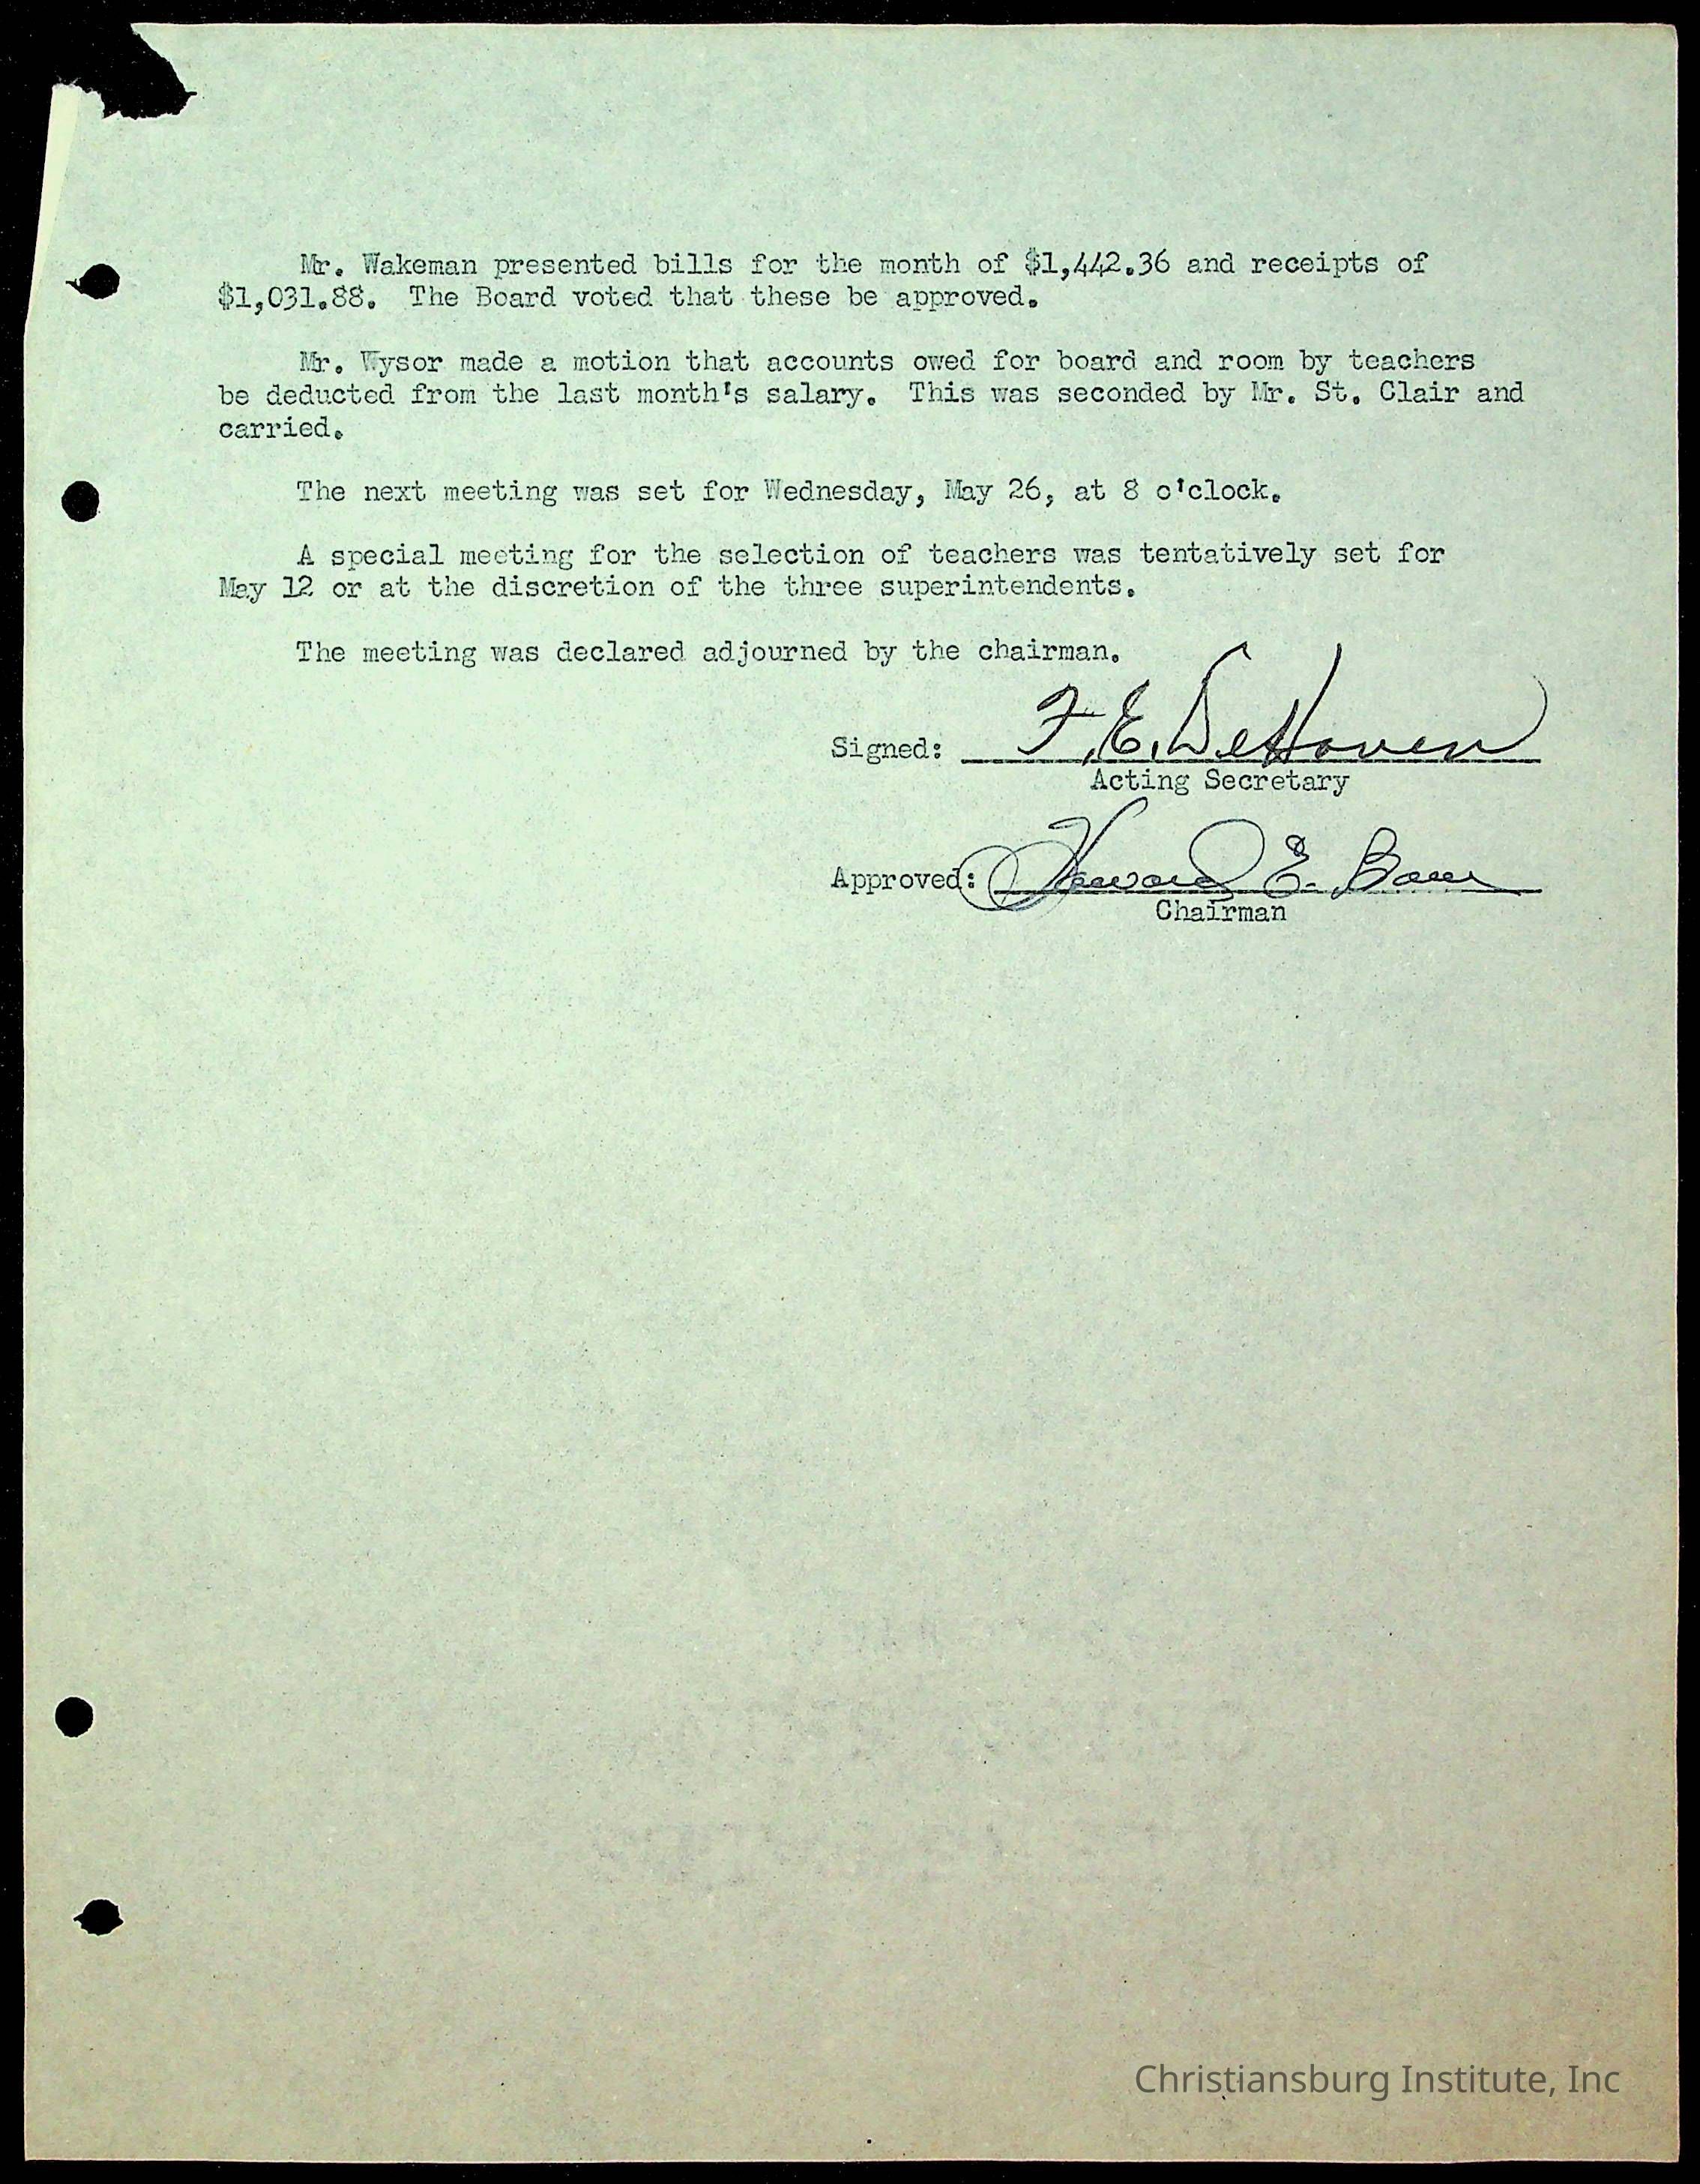 Mr. Wakeman presented bills for the month of $1,442.36 and receipts of
$1,031.88. The Board voted that these be approved.
Mr. Wysor made a motion that accounts owed for board and room by teachers
be deducted from the last month's salary. This was seconded by Mr. St. Clair and
carried.
The next meeting was set for Wednesday, May 26, at 8 o'clock.
A special meeting for the selection of teachers was tentatively set for
May 12 or at the discretion of the three superintendents.
The meeting was declared adjourned by the chairman.
Signed: F. E. DeHaven
Acting Secretary
Approved: Howard E.
Chairman
Christiansburg Institute, Inc